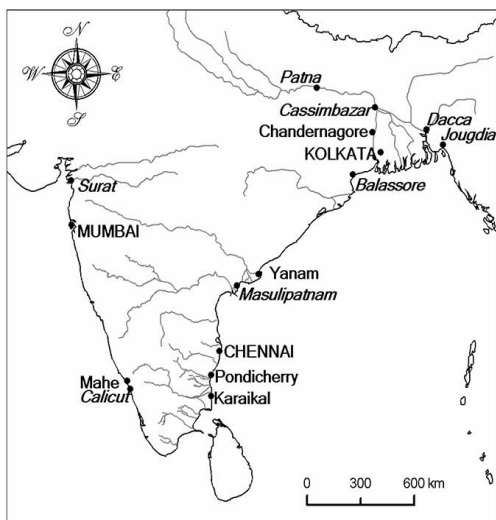 N
W
E
S
Patna
Cassimbazar
Dacca
Chandernagore
Jougdia
KOLKATA
Balassore
Surat
MUMBAI
Yanam
Masulipatnam
CHENNAI
Pondicherry
Mahe
Calicut
Karaikal
0 300 600 km